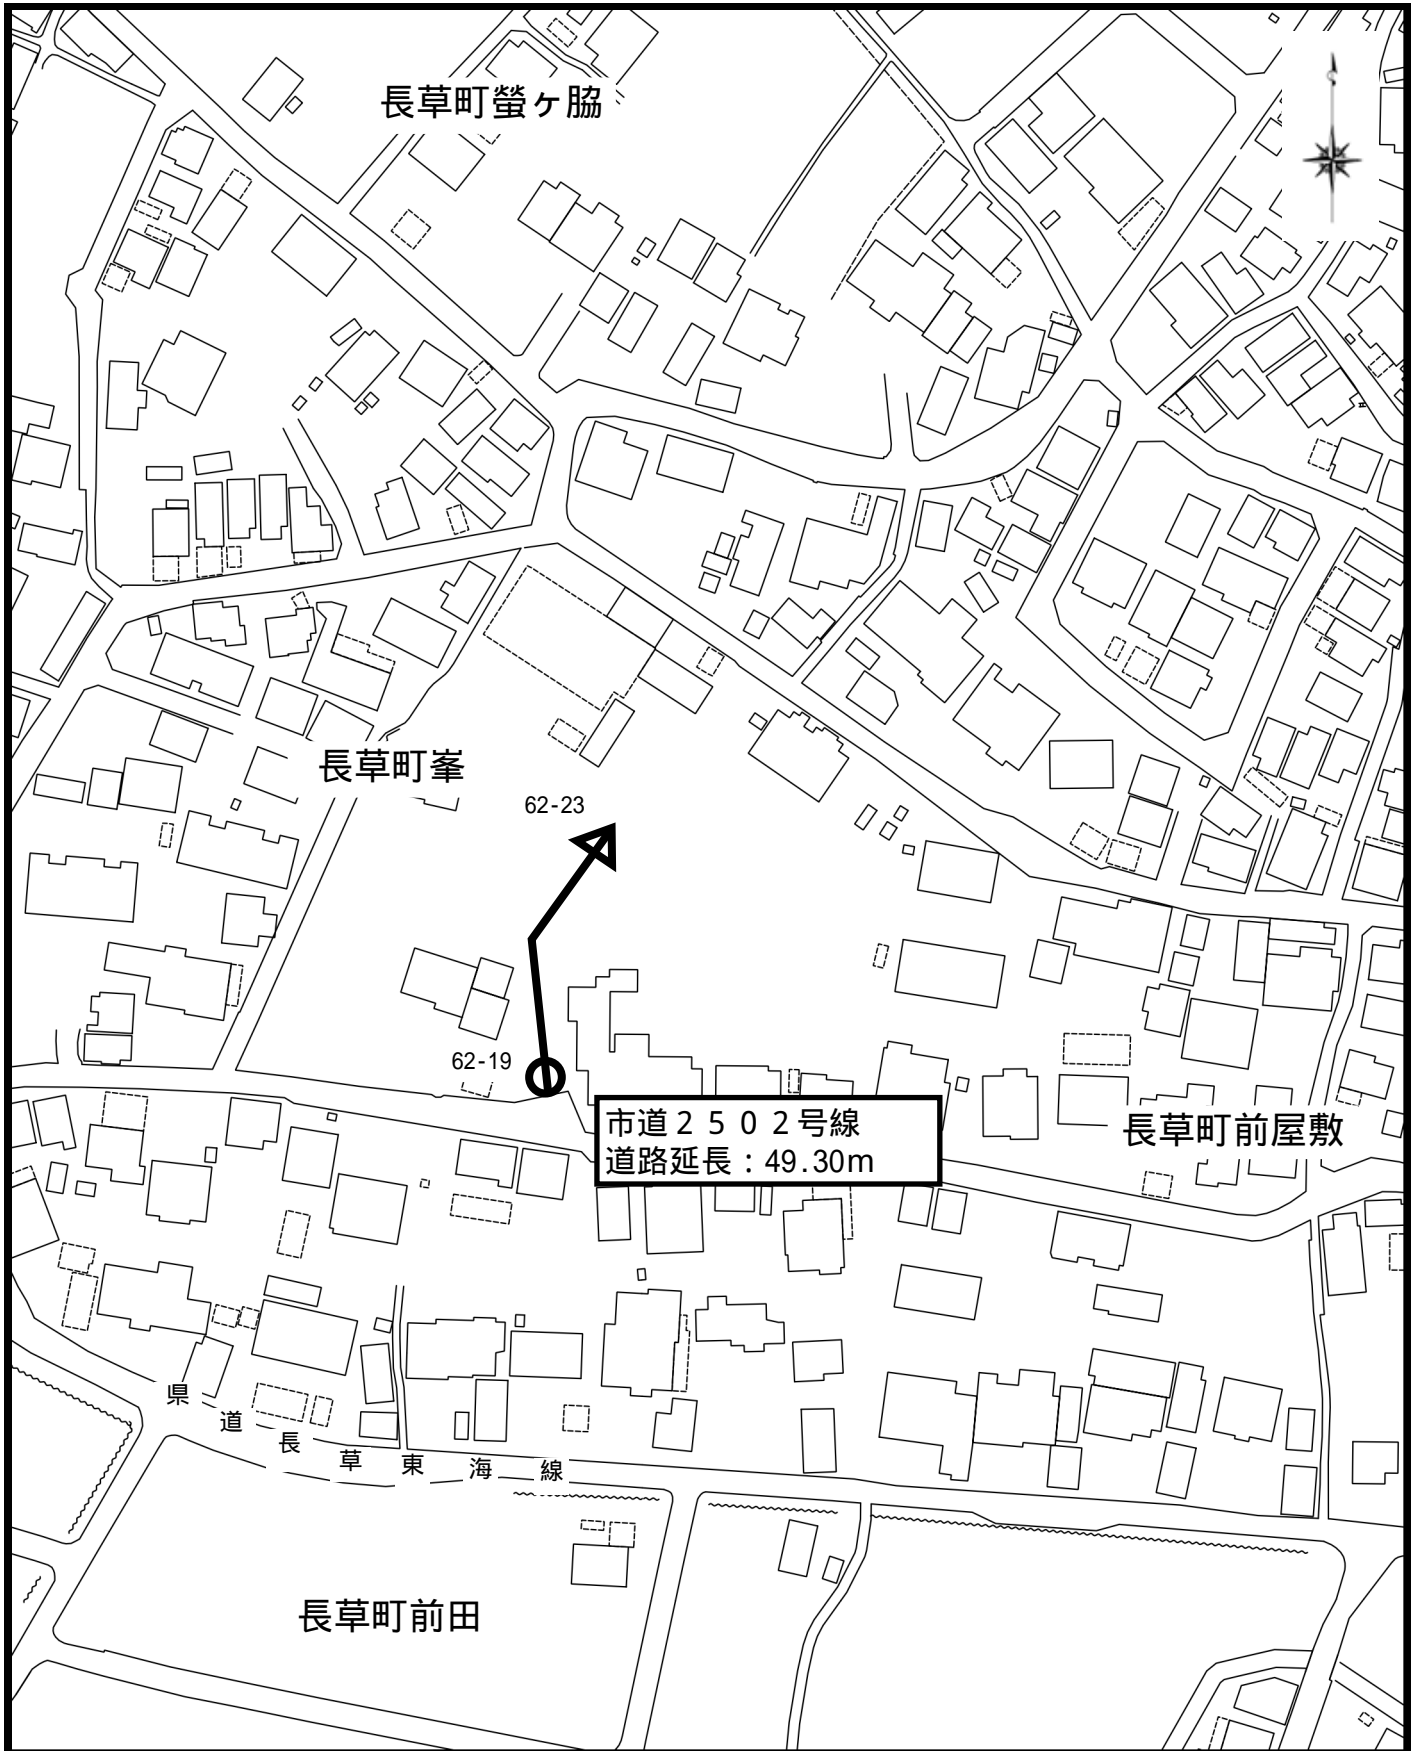 長草町螢ヶ脇
長草町峯
62-23
62-19
市道2502号線
道路延長：49.30m
長草町前屋敷
県道長草東海線
長草町前田